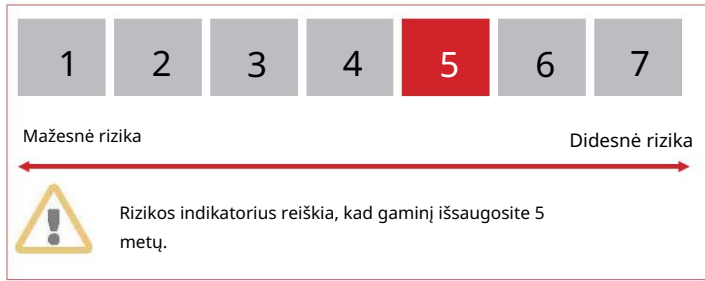 1 2 3 4 5 6 7
Mažesnė rizika Didesnė rizika
Rizikos indikatorius reiškia, kad gaminį išsaugosite 5
metų.